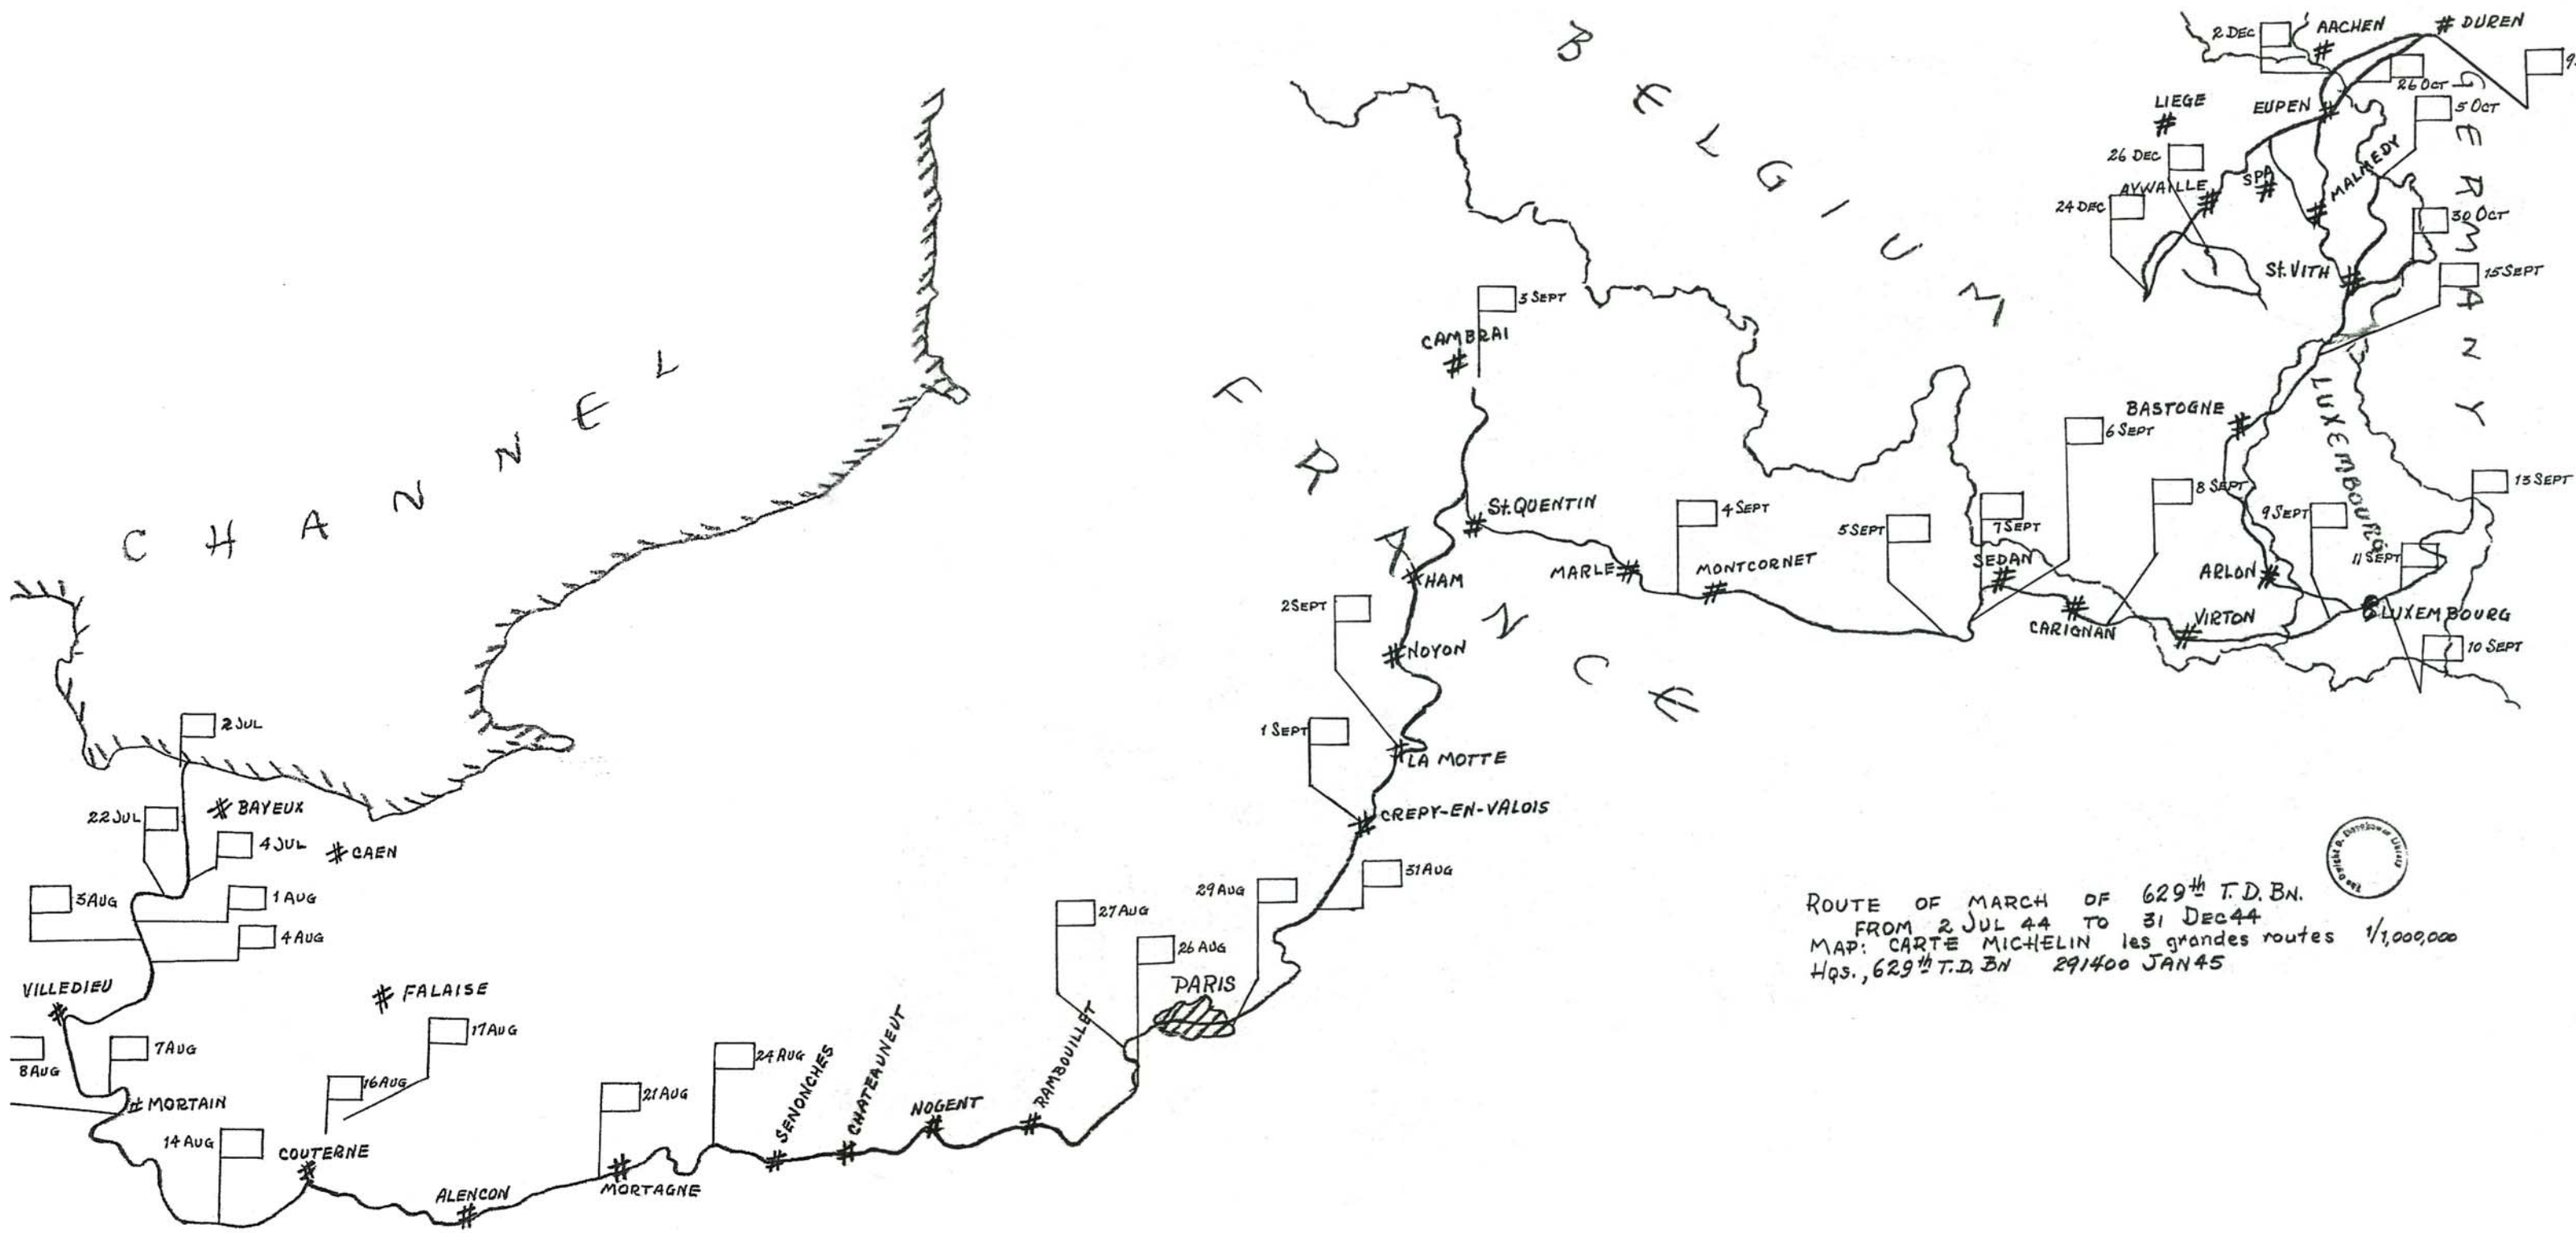 CHANNEL
BELGIUM
FRANCE
GERMANY
LUXEMBOURG
2 JUL
BAYEUX
22 JUL
4 JUL
CAEN
3 AUG
1 AUG
4 AUG
VILLEDIEU
FALAISE
8 AUG
7 AUG
MORTAIN
17 AUG
16 AUG
14 AUG
COUTERNE
ALENCON
21 AUG
MORTAGNE
24 AUG
SENONCHES
CHATEAUNEUT
NOGENT
RAMBOUILLET
27 AUG
26 AUG
PARIS
29 AUG
31 AUG
CREPY-EN-VALOIS
1 SEPT
LA MOTTE
2 SEPT
NOYON
HAM
St. QUENTIN
CAMBRAI
3 SEPT
MARLE
4 SEPT
MONTCORNET
5 SEPT
7 SEPT
SEDAN
6 SEPT
CARIGNAN
8 SEPT
VIRTON
9 SEPT
ARLON
11 SEPT
LUXEMBOURG
10 SEPT
13 SEPT
BASTOGNE
15 SEPT
St. VITH
30 OCT
MALMEDY
5 OCT
SPA
AYWAILLE
24 DEC
26 DEC
LIEGE
EUPEN
26 OCT
2 DEC
AACHEN
DUREN
9
ROUTE OF MARCH OF 629th T.D. BN.
FROM 2 JUL 44 TO 31 DEC 44
MAP: CARTE MICHELIN les grandes routes 1/1,000,000
Hqs., 629th T.D. BN 291400 JAN 45
The Dwight D. Eisenhower Library